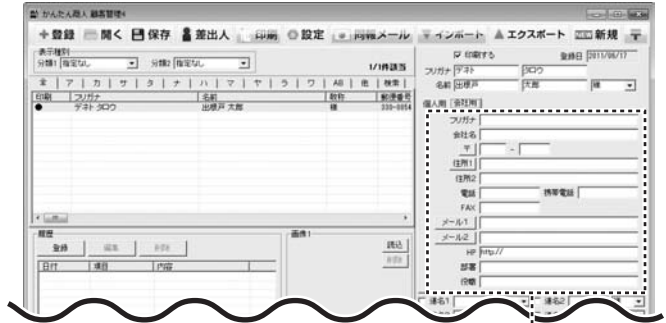 かんたん商人 顧客管理4
登録 開く 保存 差出人 印刷 設定 同報メール インポート エクスポート 新規
表示種別
分類1 指定なし 分類2 指定なし 1/1件該当
全 ア カ サ タ ナ ハ マ ヤ ラ ワ AB 他 検索
印刷 フリガナ 名前 敬称 郵便番号
● デネト タロウ 出根戸 太郎 様 330-0854
履歴
登録 編集 削除
日付 項目 内容
画像1
読込
削除
印刷する 登録日 2011/06/17
フリガナ デネト タロウ
名前 出根戸 太郎 様
個人用 会社用
フリガナ
会社名
〒 -
住所1
住所2
電話 携帯電話
FAX
メール1
メール2
HP http://
部署
役職
連名1 連名2